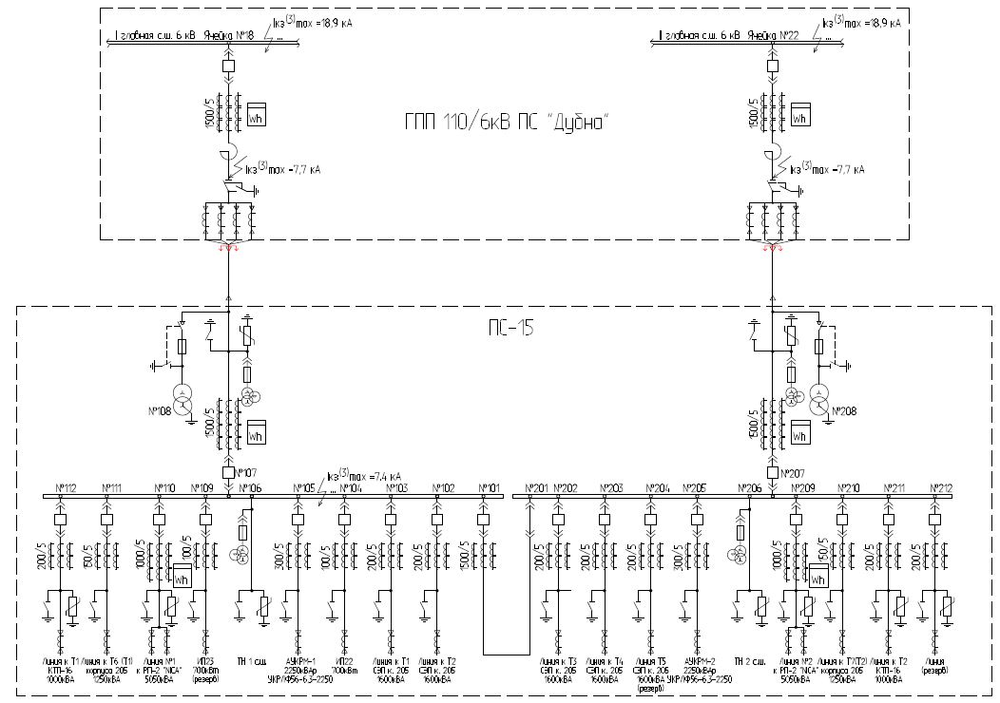 Iкз(3)max =18,9 кА
I главная с.ш. 6 кВ Ячейка №18 ...
Iкз(3)max =18,9 кА
II главная с.ш. 6 кВ Ячейка №22 ...
1500/5
Wh
ГПП 110/6кВ ПС "Дубна"
1500/5
Wh
Iкз(3)max =7,7 кА
Iкз(3)max =7,7 кА
ПС-15
№108
1500/5
Wh
1500/5
Wh
№208
№107
Iкз(3)max =7.4 кА
...
№207
№112 №111 №110 №109 №106 №105 №104 №103 №102 №101
№201 №202 №203 №204 №205 №206 №209 №210 №211 №212
200/5 150/5 1000/5 100/5 300/5 100/5 200/5 200/5 1500/5
200/5 200/5 200/5 300/5 1000/5 150/5 200/5 200/5
Wh
Wh
Линия к Т1
КТП-16
1000кВА
Линия к Т6 (Т1)
корпуса 205
1250кВА
Линия №1
к РП-2 "NICA"
5050кВА
ИП23
700кВт
(резерв)
ТН 1 с.ш.
АУКРМ-1
2250кВАр
УКРЛФ56-6,3-2250
ИП22
700кВт
Линия к Т1
СЭП к. 205
1600кВА
Линия к Т2
СЭП к. 205
1600кВА
Линия к Т3
СЭП к. 205
1600кВА
Линия к Т4
СЭП к. 205
1600кВА
Линия Т5
СЭП к. 205
1600кВА
(резерв)
АУКРМ-2
2250кВАр
УКРЛФ56-6,3-2250
ТН 2 с.ш.
Линия №2
к РП-2 "NICA"
5050кВА
Линия к Т7(Т2)
корпуса 205
1250кВА
Линия к Т2
КТП-16
1000кВА
Линия
(резерв)